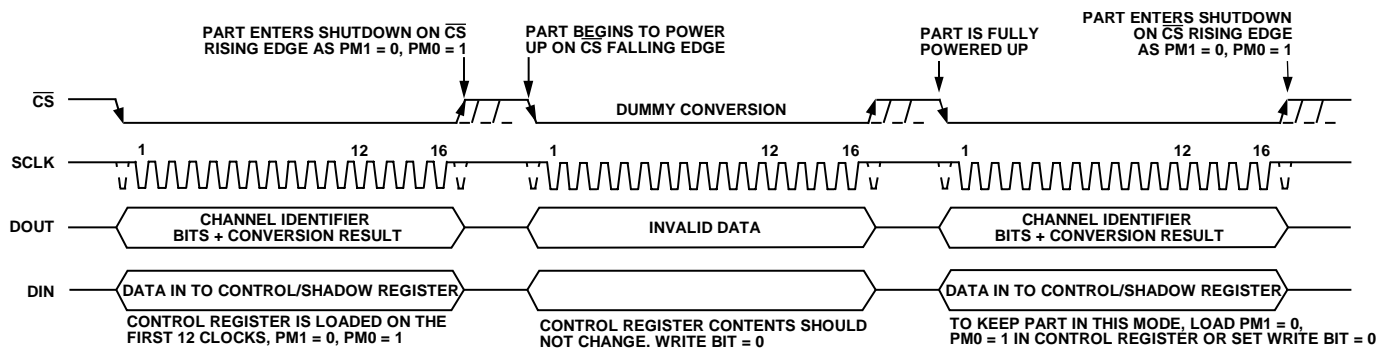 PART ENTERS SHUTDOWN ON CS
RISING EDGE AS PM1 = 0, PM0 = 1
PART BEGINS TO POWER
UP ON CS FALLING EDGE
PART IS FULLY
POWERED UP
PART ENTERS SHUTDOWN
ON CS RISING EDGE
AS PM1 = 0, PM0 = 1
CS
DUMMY CONVERSION
SCLK
1 12 16 1 12 16 1 12 16
DOUT
CHANNEL IDENTIFIER
BITS + CONVERSION RESULT
INVALID DATA
CHANNEL IDENTIFIER
BITS + CONVERSION RESULT
DIN
DATA IN TO CONTROL/SHADOW REGISTER
DATA IN TO CONTROL/SHADOW REGISTER
CONTROL REGISTER IS LOADED ON THE
FIRST 12 CLOCKS, PM1 = 0, PM0 = 1
CONTROL REGISTER CONTENTS SHOULD
NOT CHANGE, WRITE BIT = 0
TO KEEP PART IN THIS MODE, LOAD PM1 = 0,
PM0 = 1 IN CONTROL REGISTER OR SET WRITE BIT = 0